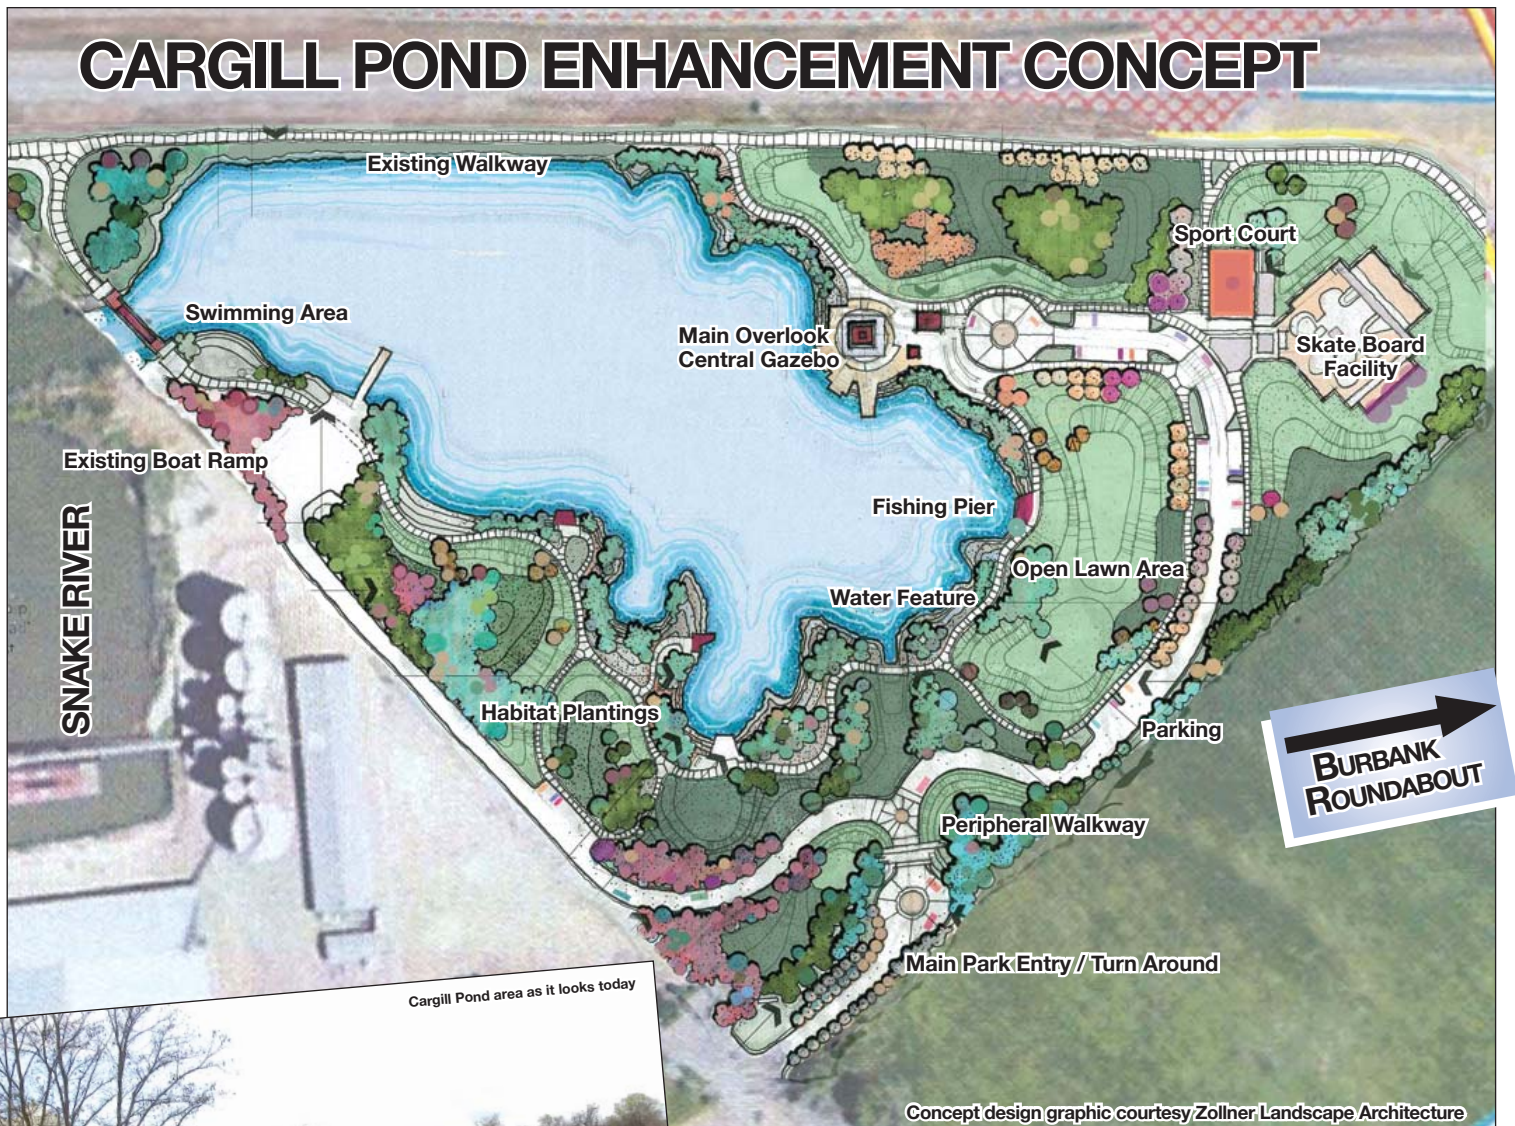 CARGILL POND ENHANCEMENT CONCEPT
Existing Walkway
Sport Court
Swimming Area
Main Overlook
Central Gazebo
Skate Board
Facility
Existing Boat Ramp
Fishing Pier
SNAKE RIVER
Open Lawn Area
Water Feature
Habitat Plantings
Parking
BURBANK
ROUNDABOUT
Peripheral Walkway
Main Park Entry / Turn Around
Cargill Pond area as it looks today
Concept design graphic courtesy Zollner Landscape Architecture